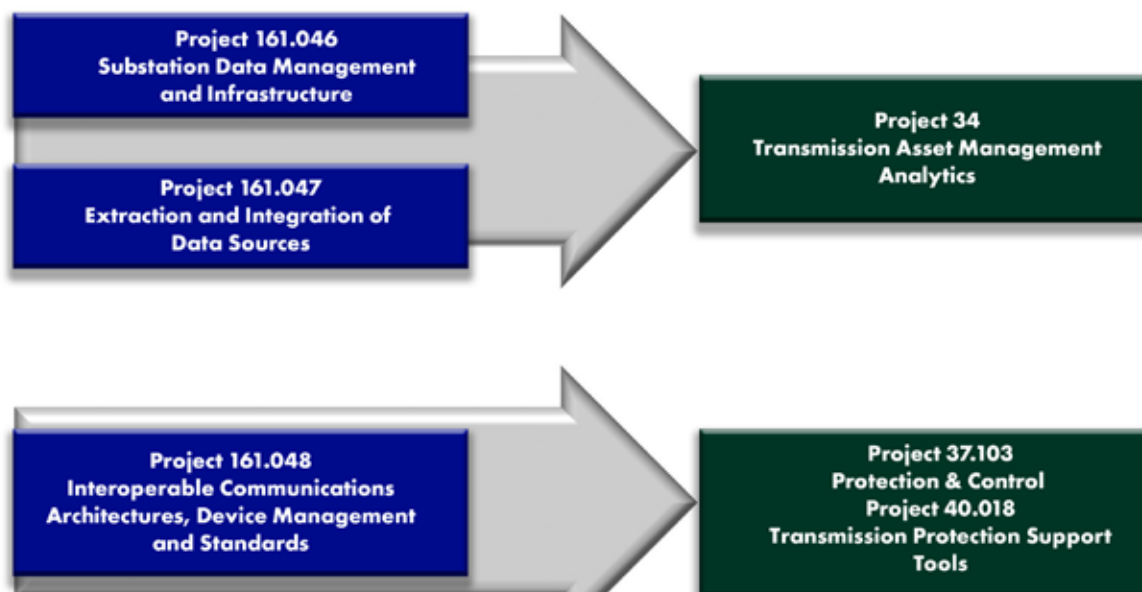 Project 161.046
Substation Data Management
and Infrastructure
Project 161.047
Extraction and Integration of
Data Sources
Project 34
Transmission Asset Management
Analytics
Project 161.048
Interoperable Communications
Architectures, Device Management
and Standards
Project 37.103
Protection & Control
Project 40.018
Transmission Protection Support
Tools